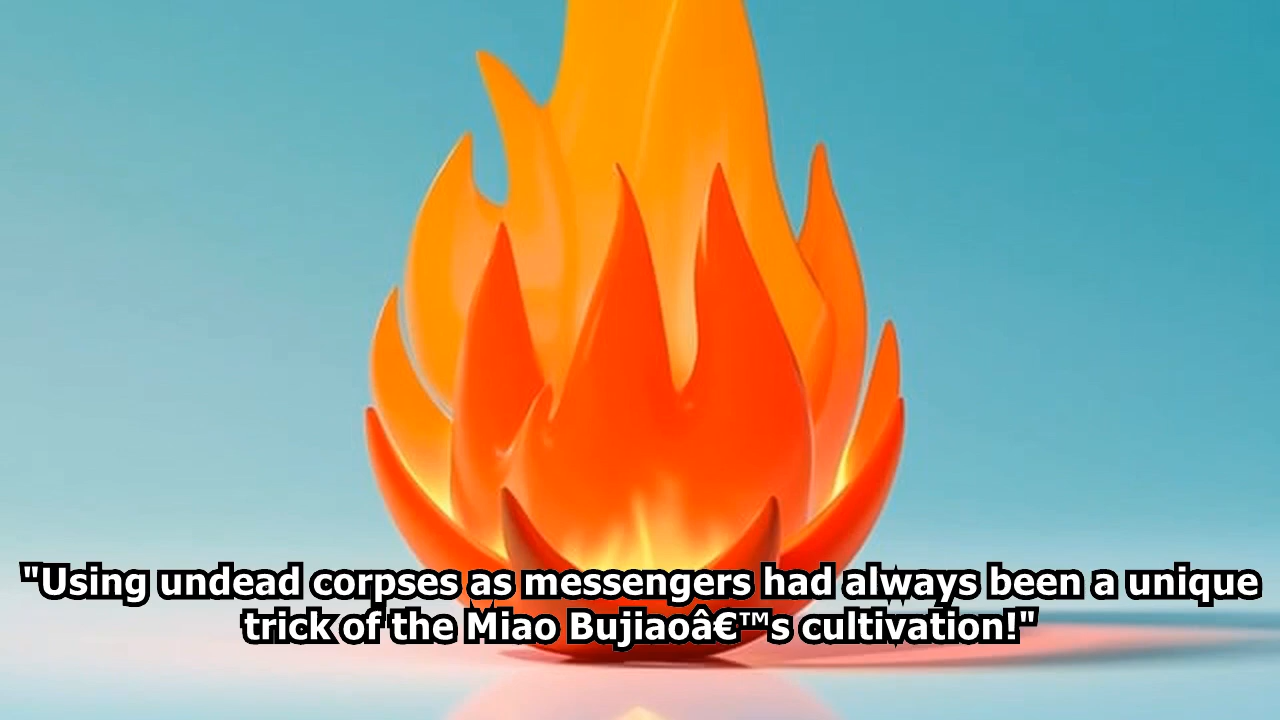 "Using undead corpses as messengers had always been a unique
trick of the Miao Bujiaoâ€™s cultivation!"